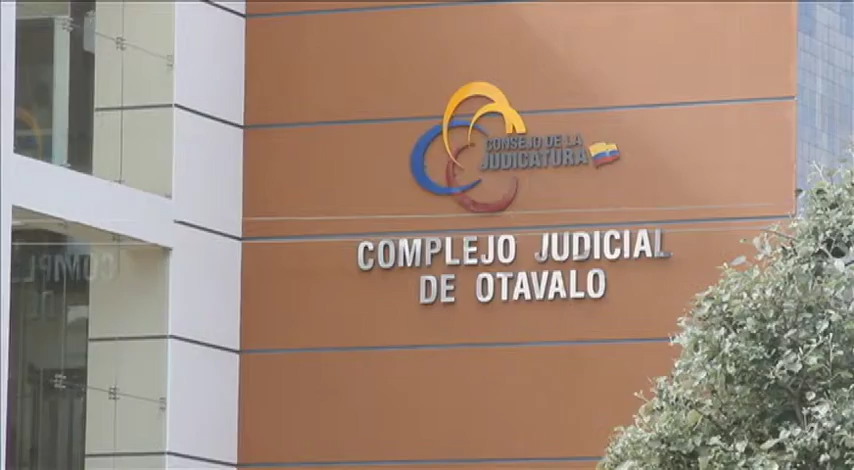 CONSEJO DE LA
JUDICATURA
COMPLEJO JUDICIAL
DE OTAVALO